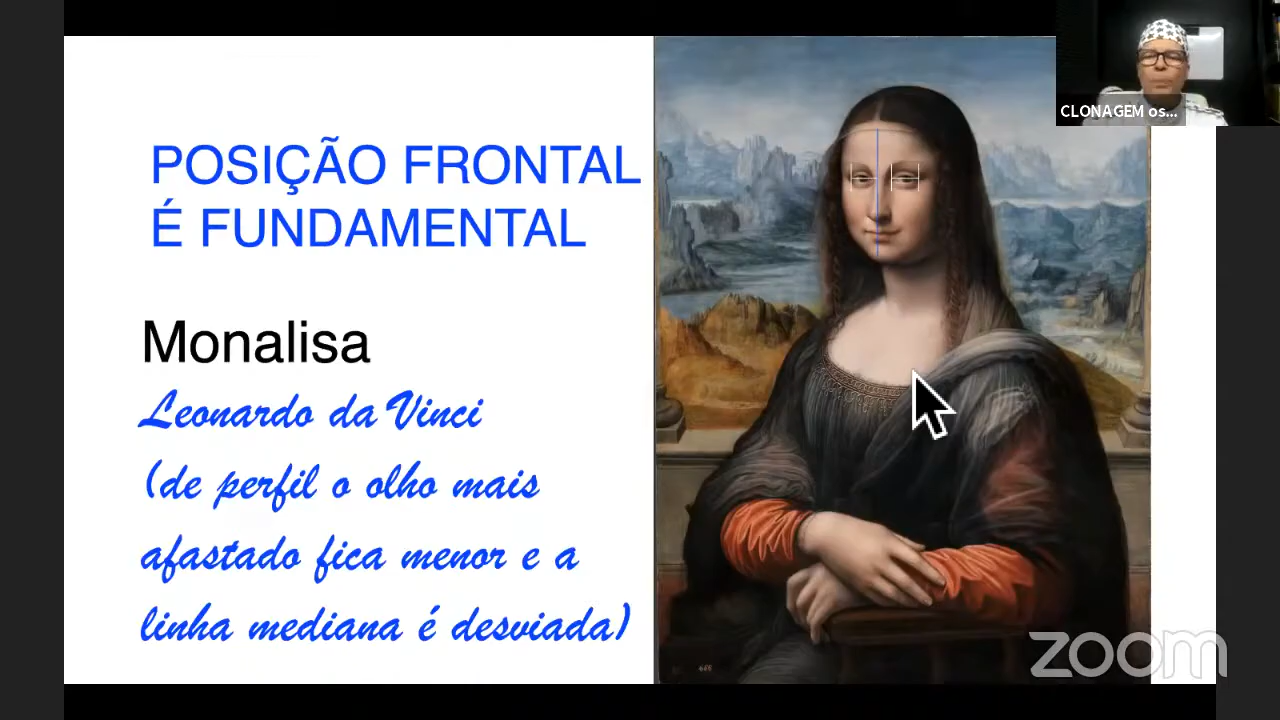 POSIÇÃO FRONTAL
É FUNDAMENTAL
Monalisa
Leonardo da Vinci
(de perfil o olho mais
afastado fica menor e a
linha mediana é desviada)
CLONAGEM os...
zoom